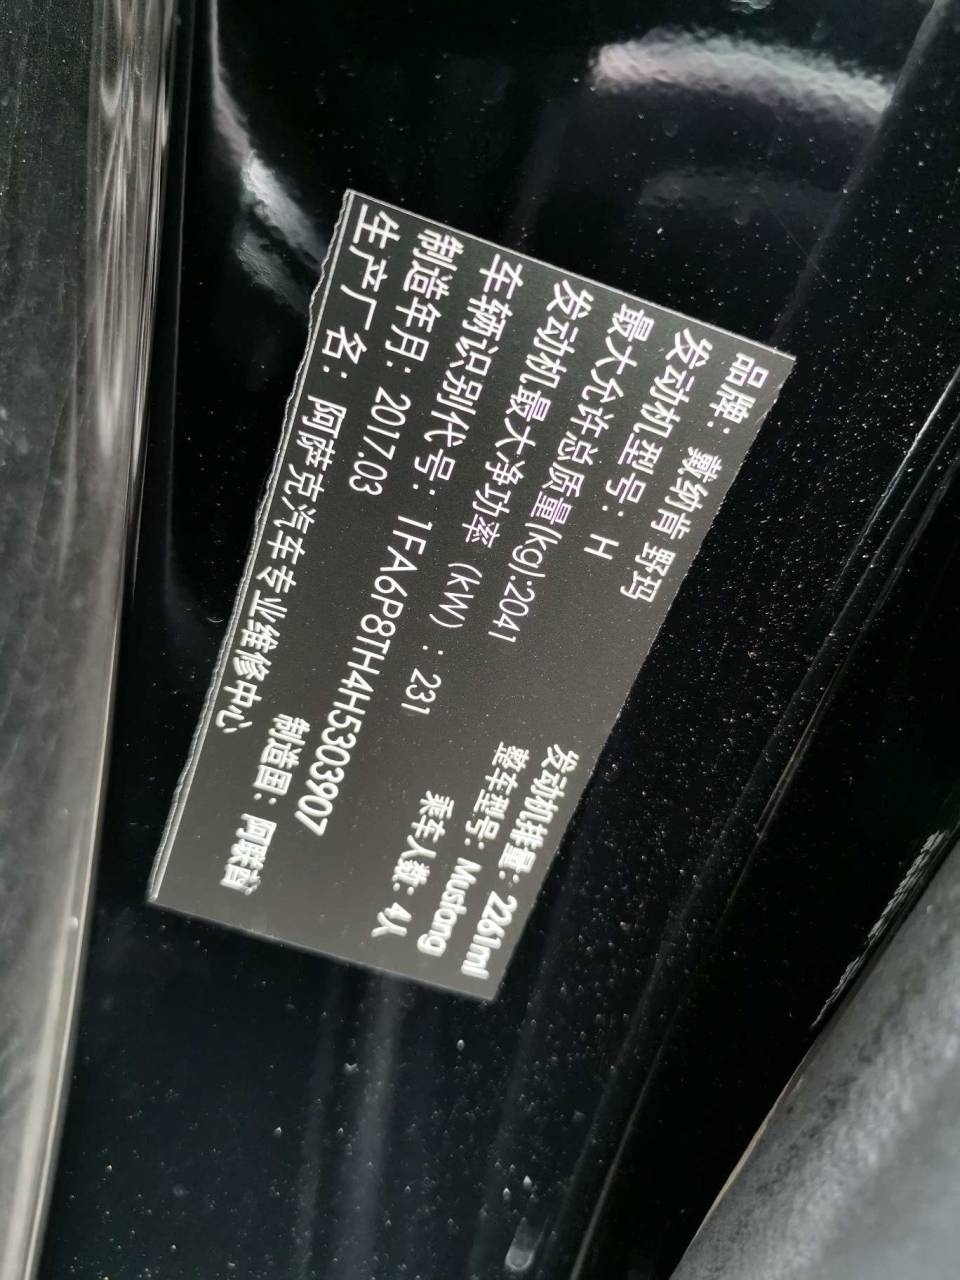 品牌：戴纳肯 野玛
发动机型号：H 发动机排量：2261ml
最大允许总质量(kg):2041 整车型号：Mustang
发动机最大净功率（kW）：231 乘车人数：4人
车辆识别代号：1FA6P8TH4H5303907
制造年月：2017.03 制造国：阿联酋
生产厂名：阿萨克汽车专业维修中心